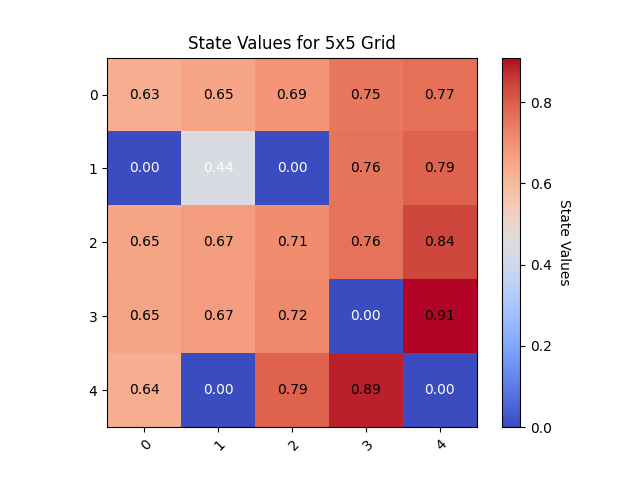 State Values for 5x5 Grid
0 0.63 0.65 0.69 0.75 0.77
1 0.00 0.44 0.00 0.76 0.79
2 0.65 0.67 0.71 0.76 0.84
3 0.65 0.67 0.72 0.00 0.91
4 0.64 0.00 0.79 0.89 0.00
0 1 2 3 4
0.8
0.6
0.4
0.2
0.0
State Values